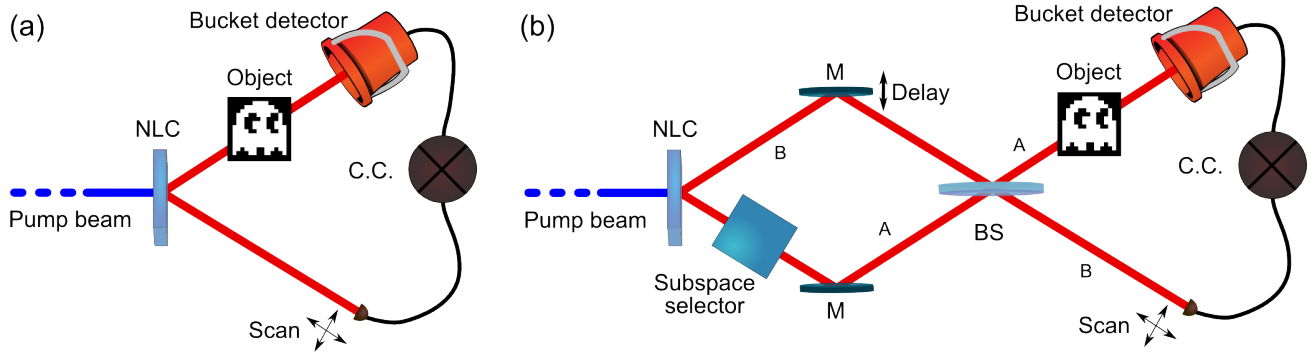 (a)
Bucket detector
Object
NLC
C.C.
Pump beam
Scan
(b)
Bucket detector
M
Delay
Object
NLC
B
A
C.C.
Pump beam
A
BS
Subspace
selector
B
M
Scan